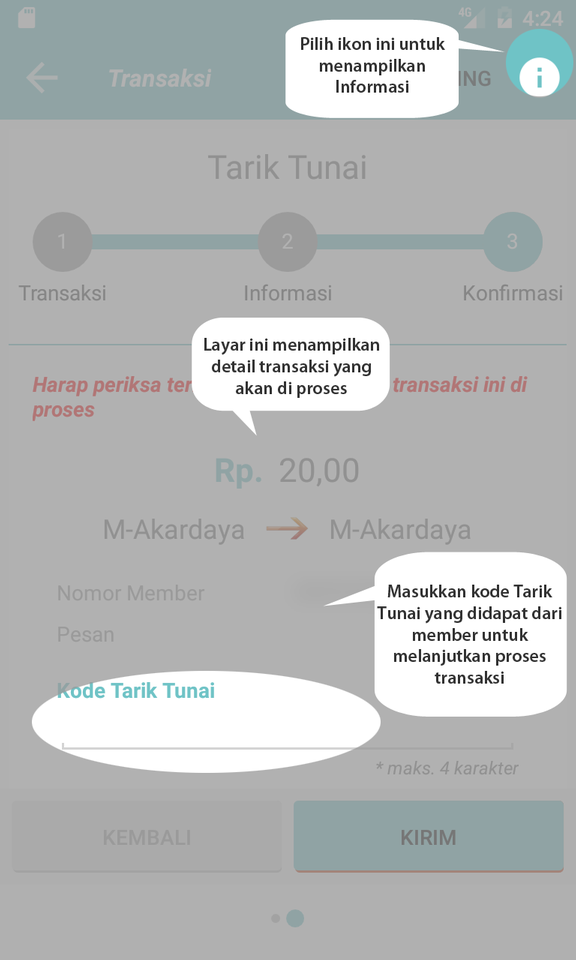 4G 4:24
Pilih ikon ini untuk
menampilkan
Informasi
Transaksi
ING
i
Tarik Tunai
1 2 3
Transaksi Informasi Konfirmasi
Layar ini menampilkan
detail transaksi yang
akan di proses
Harap periksa transaksi ini di
proses
Rp. 20,00
M-Akardaya M-Akardaya
Nomor Member
Pesan
Masukkan kode Tarik
Tunai yang didapat dari
member untuk
melanjutkan proses
transaksi
Kode Tarik Tunai
* maks. 4 karakter
KEMBALI KIRIM